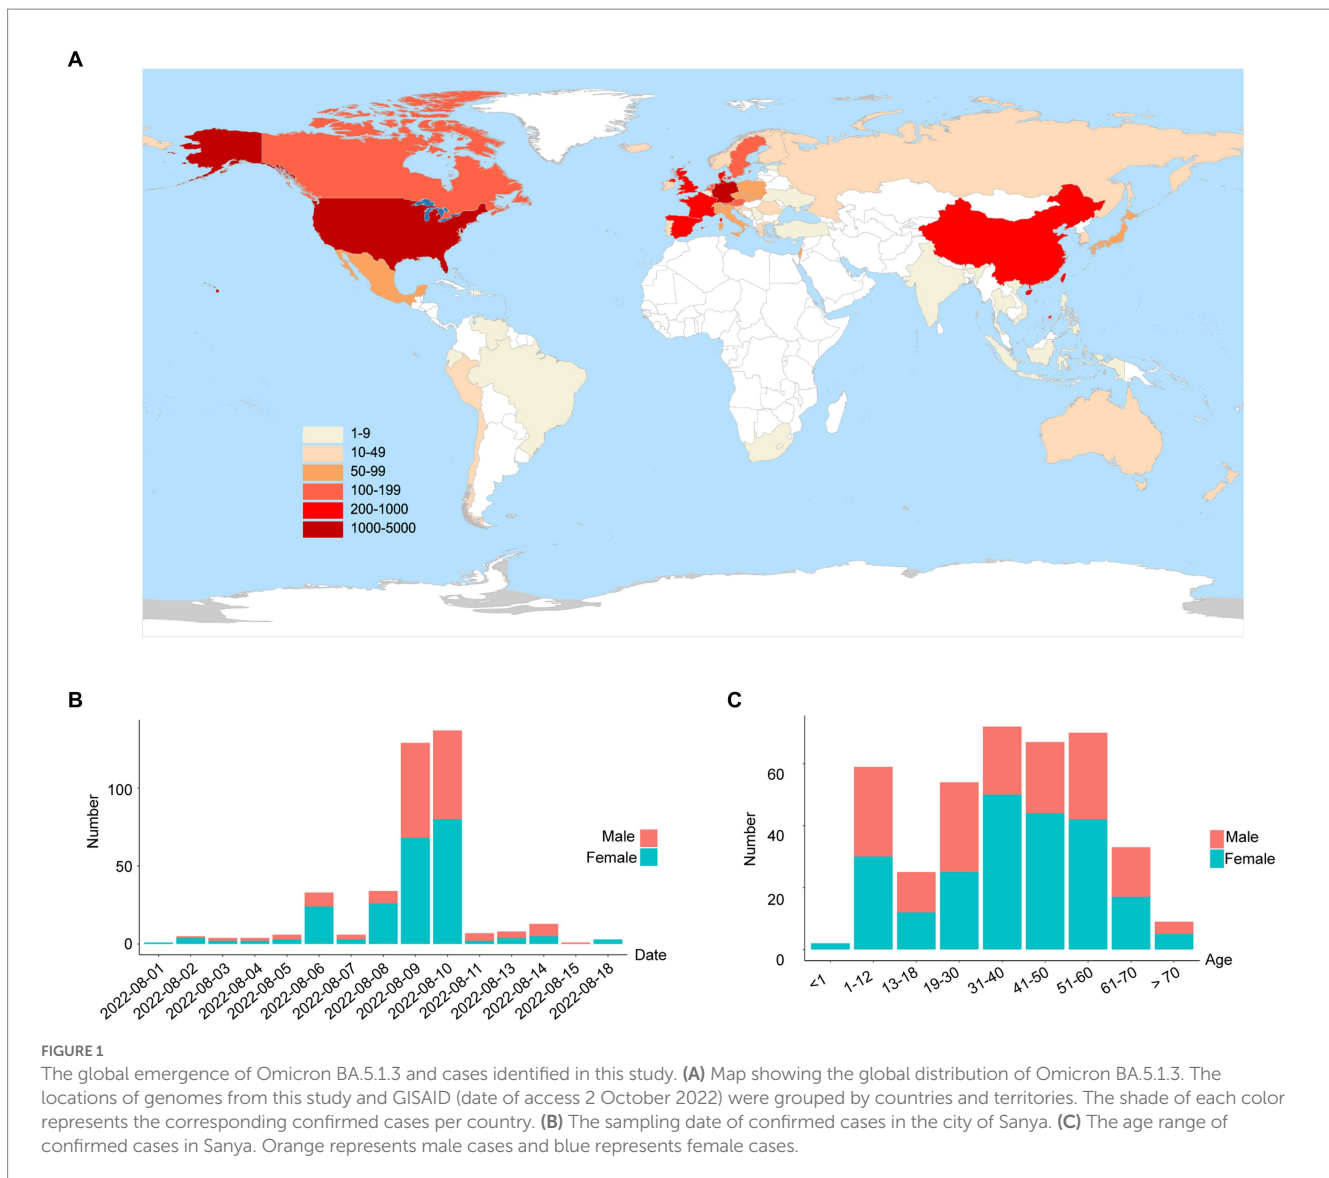 A
1-9
10-49
50-99
100-199
200-1000
1000-5000
B
Number
100
50
0
Male
Female
Date
2022-08-01
2022-08-02
2022-08-03
2022-08-04
2022-08-05
2022-08-06
2022-08-07
2022-08-08
2022-08-09
2022-08-10
2022-08-11
2022-08-13
2022-08-14
2022-08-15
2022-08-18
C
Number
60
40
20
0
Male
Female
Age
<1
1-12
13-18
19-30
31-40
41-50
51-60
61-70
> 70
FIGURE 1
The global emergence of Omicron BA.5.1.3 and cases identified in this study. (A) Map showing the global distribution of Omicron BA.5.1.3. The
locations of genomes from this study and GISAID (date of access 2 October 2022) were grouped by countries and territories. The shade of each color
represents the corresponding confirmed cases per country. (B) The sampling date of confirmed cases in the city of Sanya. (C) The age range of
confirmed cases in Sanya. Orange represents male cases and blue represents female cases.